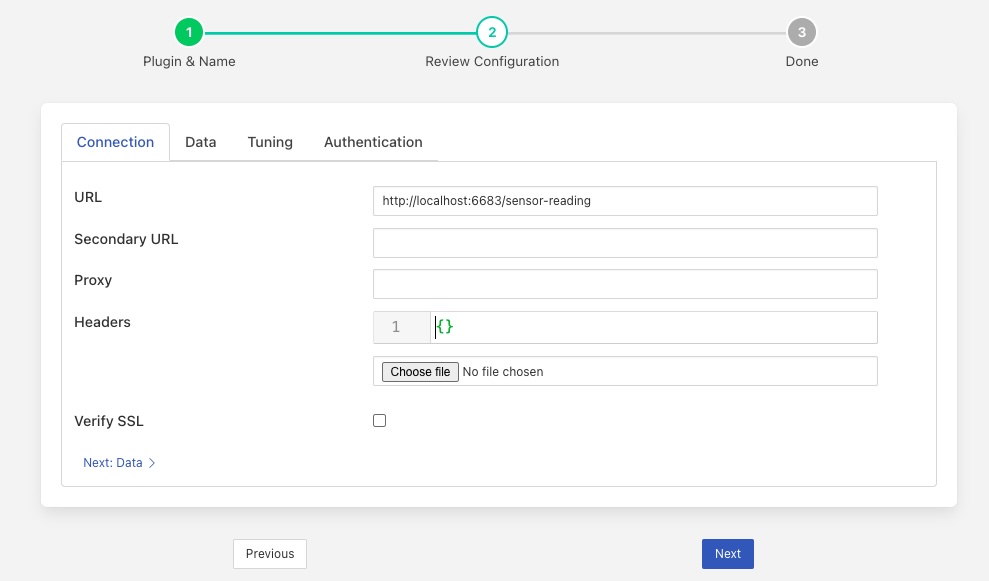 1 2 3
Plugin & Name Review Configuration Done
Connection Data Tuning Authentication
URL http://localhost:6683/sensor-reading
Secondary URL
Proxy
Headers 1 {}
Choose file No file chosen
Verify SSL
Next: Data >
Previous Next